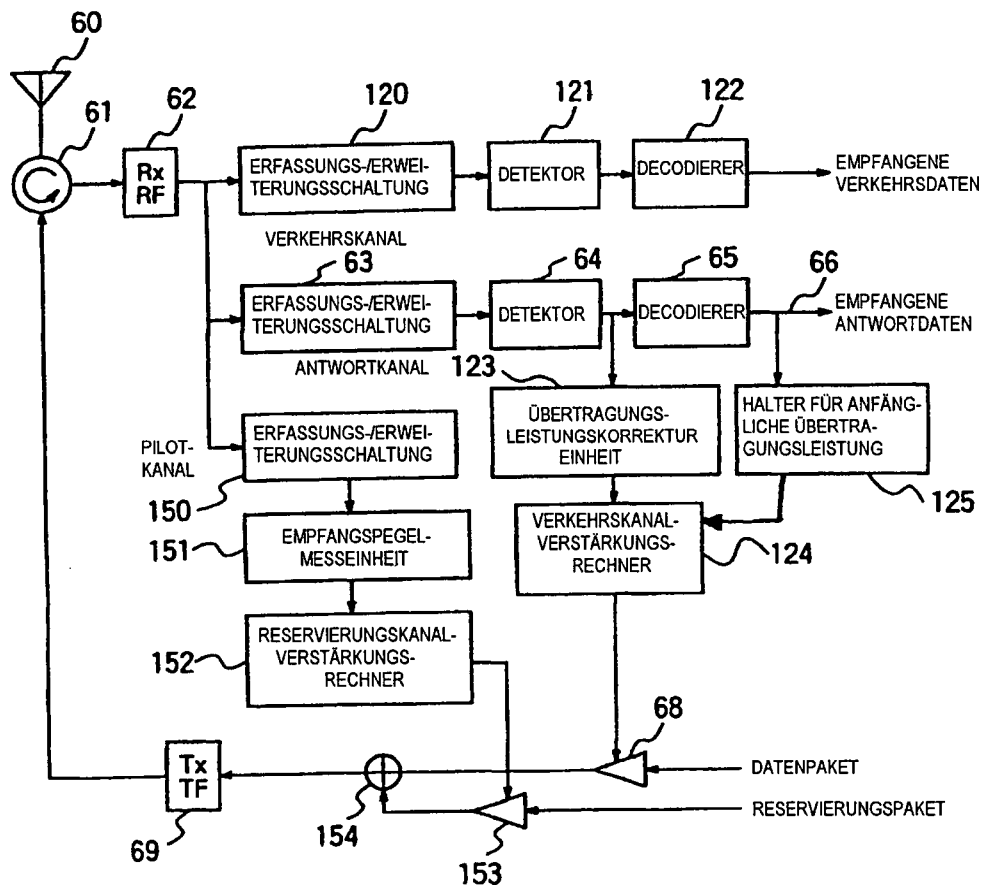 60
61
62
120
121
122
Rx
RF
ERFASSUNGS-/ERWEI-
TERUNGSSCHALTUNG
DETEKTOR
DECODIERER
EMPFANGENE
VERKEHRSDATEN
VERKEHRSKANAL
63
64
65
66
ERFASSUNGS-/ERWEI-
TERUNGSSCHALTUNG
DETEKTOR
DECODIERER
EMPFANGENE
ANTWORTDATEN
ANTWORTKANAL
123
PILOT-
KANAL
ERFASSUNGS-/ERWEI-
TERUNGSSCHALTUNG
150
ÜBERTRAGUNGS-
LEISTUNGSKORREKTUR
EINHEIT
HALTER FÜR ANFÄNG-
LICHE ÜBERTRA-
GUNGSLEISTUNG
125
151
EMPFANGSPEGEL-
MESSEINHEIT
VERKEHRSKANAL-
VERSTÄRKUNGS-
RECHNER
124
152
RESERVIERUNGSKANAL-
VERSTÄRKUNGS-
RECHNER
68
Tx
TF
69
154
153
DATENPAKET
RESERVIERUNGSPAKET